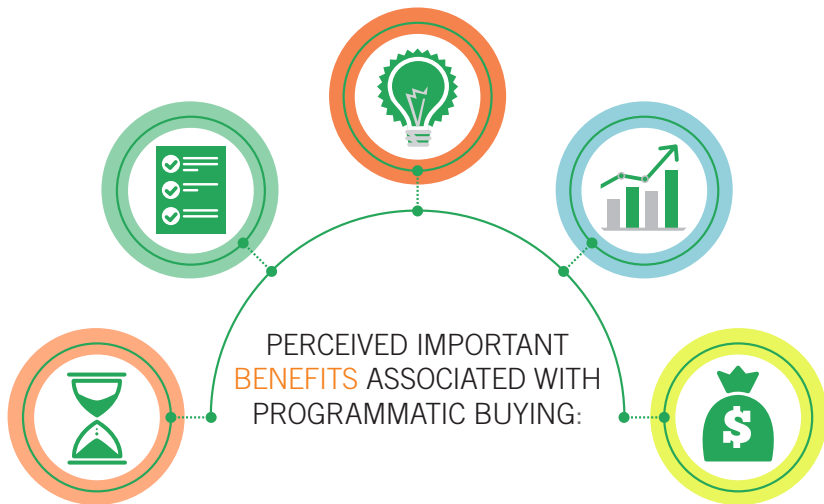 PERCEIVED IMPORTANT
BENEFITS ASSOCIATED WITH
PROGRAMMATIC BUYING:
$